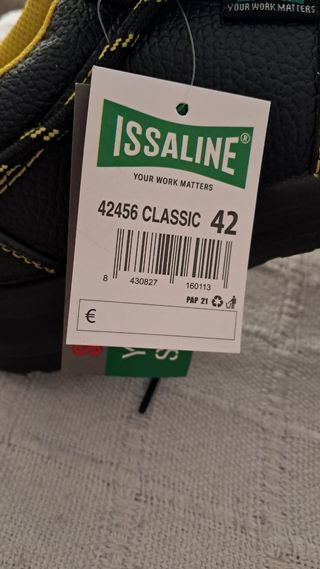 YOUR WORK MATTERS
ISSALINE®
YOUR WORK MATTERS
42456 CLASSIC 42
8 430827 160113
PAP 21
€
S
Y
S